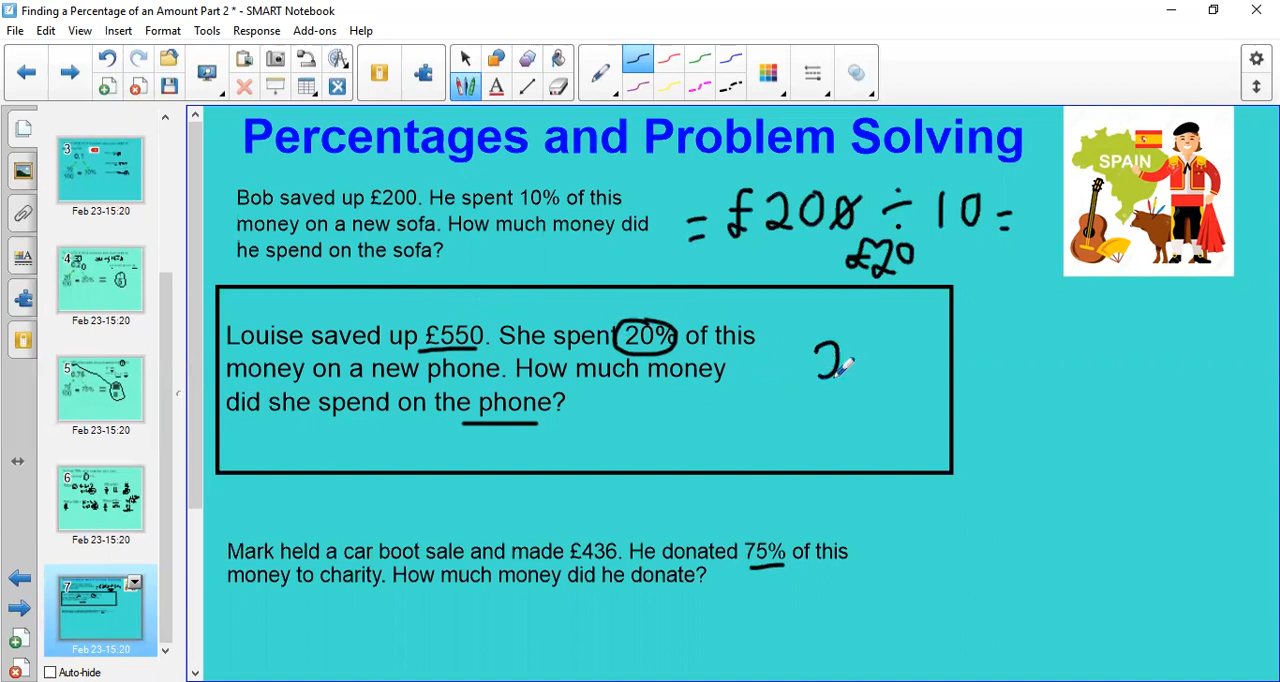 Finding a Percentage of an Amount Part 2 * - SMART Notebook
File Edit View Insert Format Tools Response Add-ons Help
3
Feb 23-15:20
4
Feb 23-15:20
5
Feb 23-15:20
6
Feb 23-15:20
7
Feb 23-15:20
Auto-hide
Percentages and Problem Solving
SPAIN
Bob saved up £200. He spent 10% of this
money on a new sofa. How much money did
he spend on the sofa?
= £200 ÷ 10 =
£20
Louise saved up £550. She spent 20% of this
money on a new phone. How much money
did she spend on the phone?
2
Mark held a car boot sale and made £436. He donated 75% of this
money to charity. How much money did he donate?